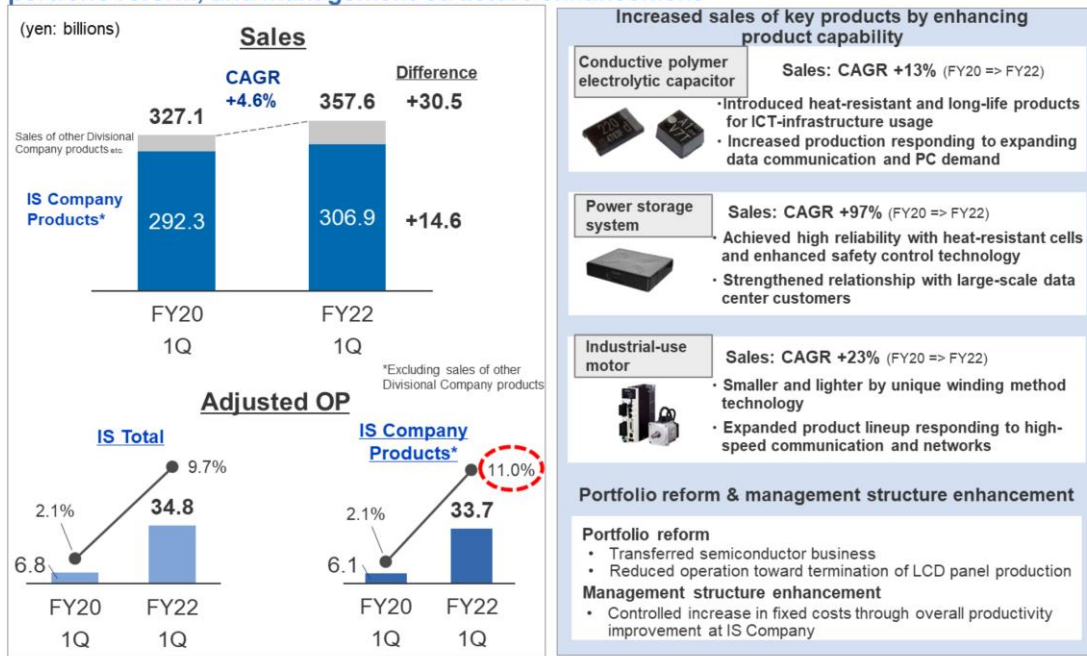 (yen: billions)
Sales
CAGR
+4.6%
Difference
327.1
357.6
+30.5
Sales of other Divisional
Company products etc.
IS Company
Products*
292.3
306.9
+14.6
FY20
1Q
FY22
1Q
*Excluding sales of other
Divisional Company products
Adjusted OP
IS Total
9.7%
2.1%
34.8
6.8
FY20
1Q
FY22
1Q
IS Company
Products*
11.0%
2.1%
33.7
6.1
FY20
1Q
FY22
1Q
Increased sales of key products by enhancing
product capability
Conductive polymer
electrolytic capacitor
Sales: CAGR +13% (FY20 => FY22)
・Introduced heat-resistant and long-life products
for ICT-infrastructure usage
・Increased production responding to expanding
data communication and PC demand
Power storage
system
Sales: CAGR +97% (FY20 => FY22)
・Achieved high reliability with heat-resistant cells
and enhanced safety control technology
・Strengthened relationship with large-scale data
center customers
Industrial-use
motor
Sales: CAGR +23% (FY20 => FY22)
・Smaller and lighter by unique winding method
technology
・Expanded product lineup responding to high-
speed communication and networks
Portfolio reform & management structure enhancement
Portfolio reform
• Transferred semiconductor business
• Reduced operation toward termination of LCD panel production
Management structure enhancement
• Controlled increase in fixed costs through overall productivity
improvement at IS Company